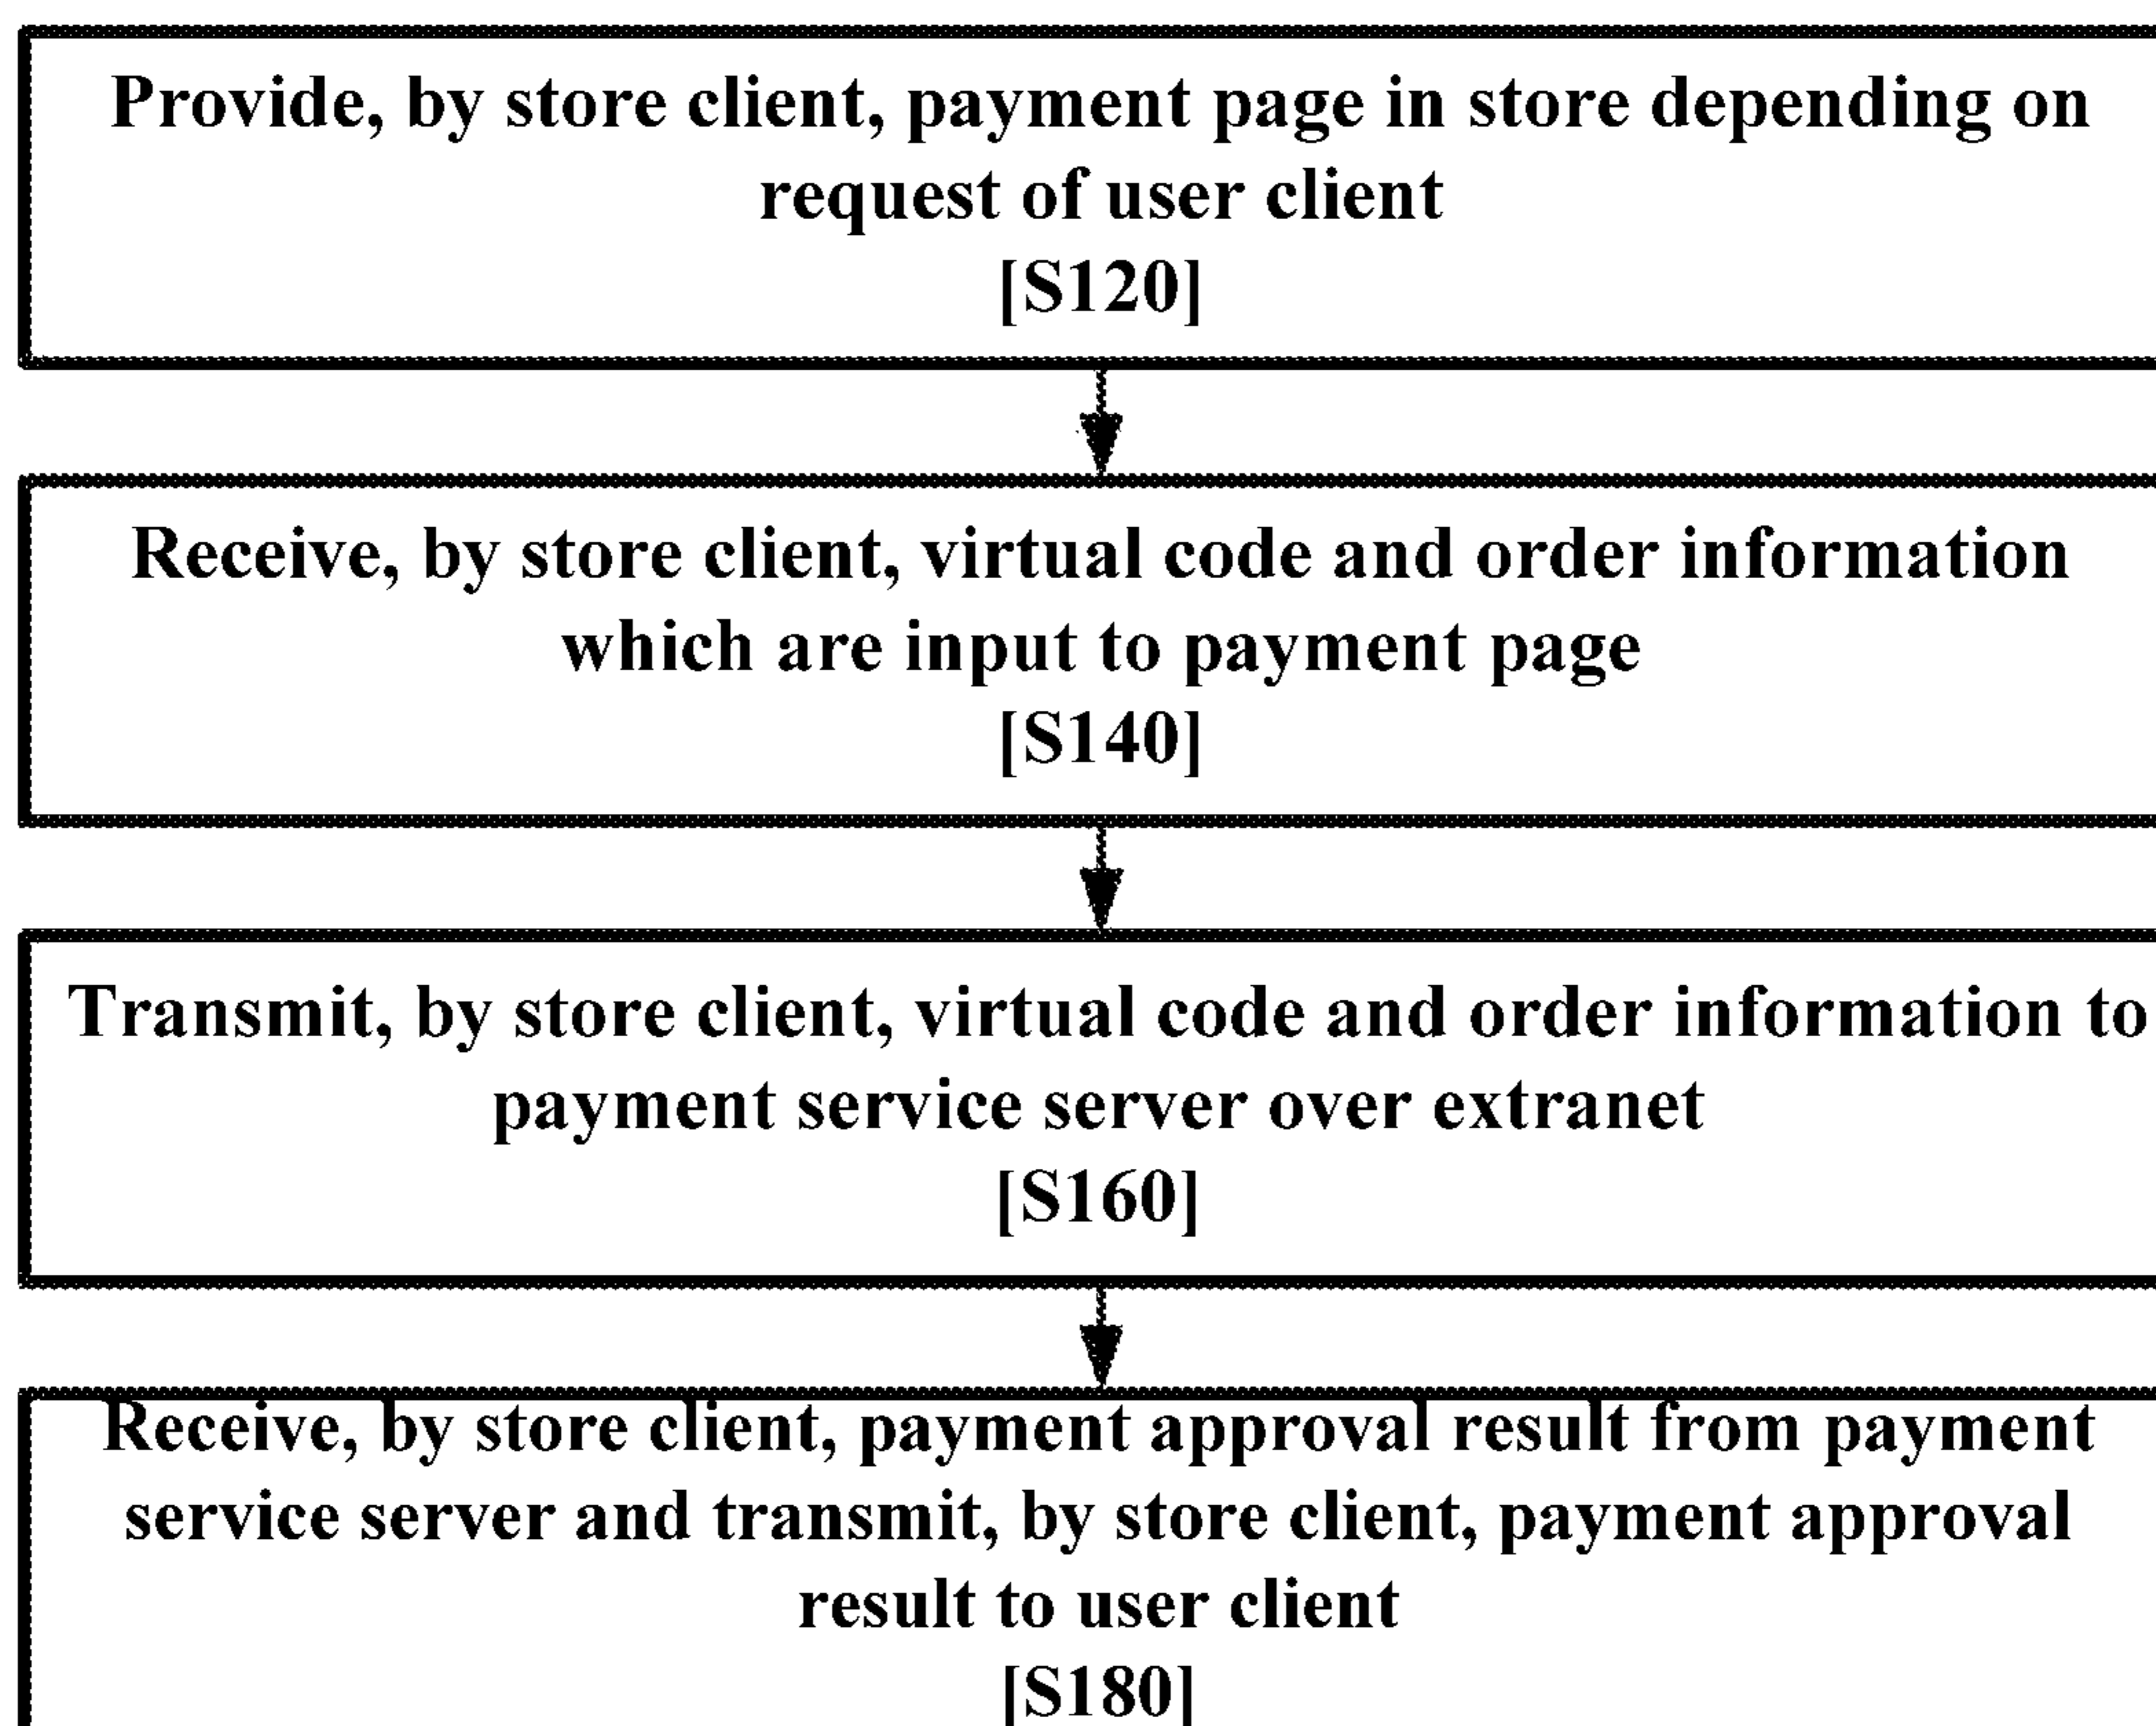 Provide, by store client, payment page in store depending on
request of user client
[S120]
Receive, by store client, virtual code and order information
which are input to payment page
[S140]
Transmit, by store client, virtual code and order information to
payment service server over extranet
[S160]
Receive, by store client, payment approval result from payment
service server and transmit, by store client, payment approval
result to user client
[S180]